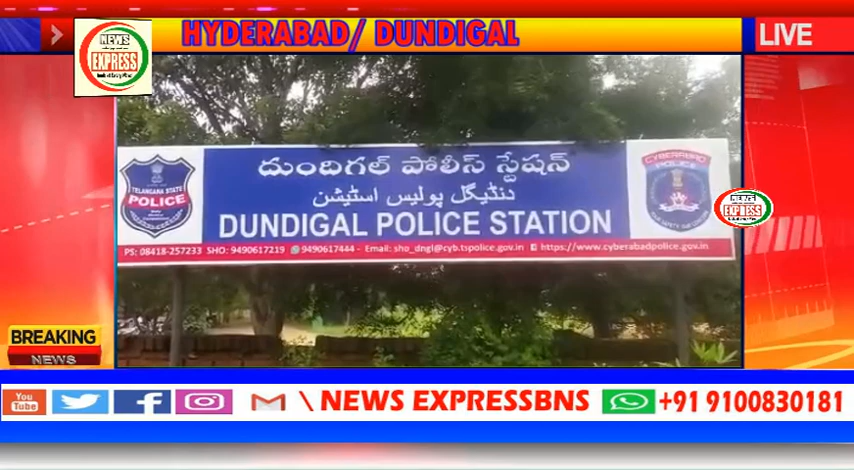 HYDERABAD/ DUNDIGAL
LIVE
NEWS
EXPRESS
దుండిగల్ పోలీస్ స్టేషన్
دنڈیگل پولیس اسٹیشن
DUNDIGAL POLICE STATION
TELANGANA STATE
POLICE
CYBERABAD
POLICE
PS: 08418-257233 SHO: 9490617219 9490617444 - Email: sho_dngl@cyb.tspolice.gov.in https://www.cyberabadpolice.gov.in
NEWS
EXPRESS
BREAKING
NEWS
You
Tube
\ NEWS EXPRESSBNS
+91 9100830181